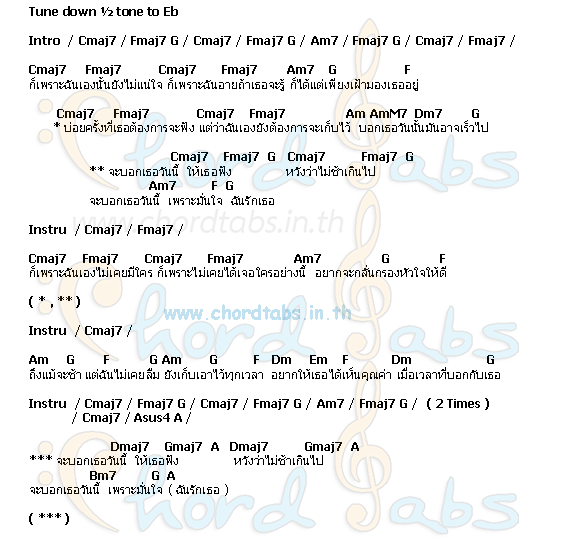 Tune down ½ tone to Eb
Intro / Cmaj7 / Fmaj7 G / Cmaj7 / Fmaj7 G / Am7 / Fmaj7 G / Cmaj7 / Fmaj7 /
Cmaj7 Fmaj7 Cmaj7 Fmaj7 Am7 G F
ก็เพราะฉันเองนั้นยังไม่แน่ใจ ก็เพราะฉันอายถ้าเธอจะรู้ ก็ได้แต่เพียงเฝ้ามองเธออยู่
Cmaj7 Fmaj7 Cmaj7 Fmaj7 Am AmM7 Dm7 G
* บ่อยครั้งที่เธอต้องการจะฟัง แต่ว่าฉันเองยังต้องการจะเก็บไว้ บอกเธอวันนั้นมันอาจเร็วไป
Cmaj7 Fmaj7 G Cmaj7 Fmaj7 G
** จะบอกเธอวันนี้ ให้เธอฟัง หวังว่าไม่ช้าเกินไป
Am7 F G
จะบอกเธอวันนี้ เพราะมั่นใจ ฉันรักเธอ
www.chordtabs.in.th
Instru / Cmaj7 / Fmaj7 /
Cmaj7 Fmaj7 Cmaj7 Fmaj7 Am7 G F
ก็เพราะฉันเองไม่เคยมีใคร ก็เพราะไม่เคยได้เจอใครอย่างนี้ อยากจะกลั่นกรองหัวใจให้ดี
( * , ** )
www.chordtabs.in.th
Instru / Cmaj7 /
Am G F G Am G F Dm Em F Dm G
ถึงแม้จะช้า แต่ฉันไม่เคยลืม ยังเก็บเอาไว้ทุกเวลา อยากให้เธอได้เห็นคุณค่า เมื่อเวลาที่บอกกับเธอ
Instru / Cmaj7 / Fmaj7 G / Cmaj7 / Fmaj7 G / Am7 / Fmaj7 G / ( 2 Times )
/ Cmaj7 / Asus4 A /
Dmaj7 Gmaj7 A Dmaj7 Gmaj7 A
*** จะบอกเธอวันนี้ ให้เธอฟัง หวังว่าไม่ช้าเกินไป
Bm7 G A
จะบอกเธอวันนี้ เพราะมั่นใจ ( ฉันรักเธอ )
( *** )